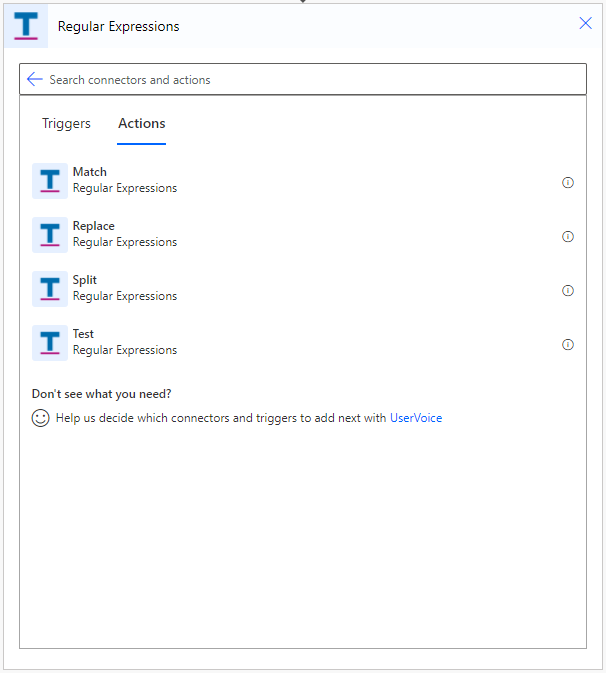 Regular Expressions
Search connectors and actions
Triggers Actions
Match
Regular Expressions
Replace
Regular Expressions
Split
Regular Expressions
Test
Regular Expressions
Don't see what you need?
Help us decide which connectors and triggers to add next with UserVoice